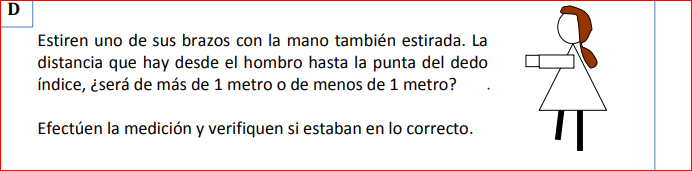 D
Estiren uno de sus brazos con la mano también estirada. La
distancia que hay desde el hombro hasta la punta del dedo
índice, ¿será de más de 1 metro o de menos de 1 metro?
Efectúen la medición y verifiquen si estaban en lo correcto.